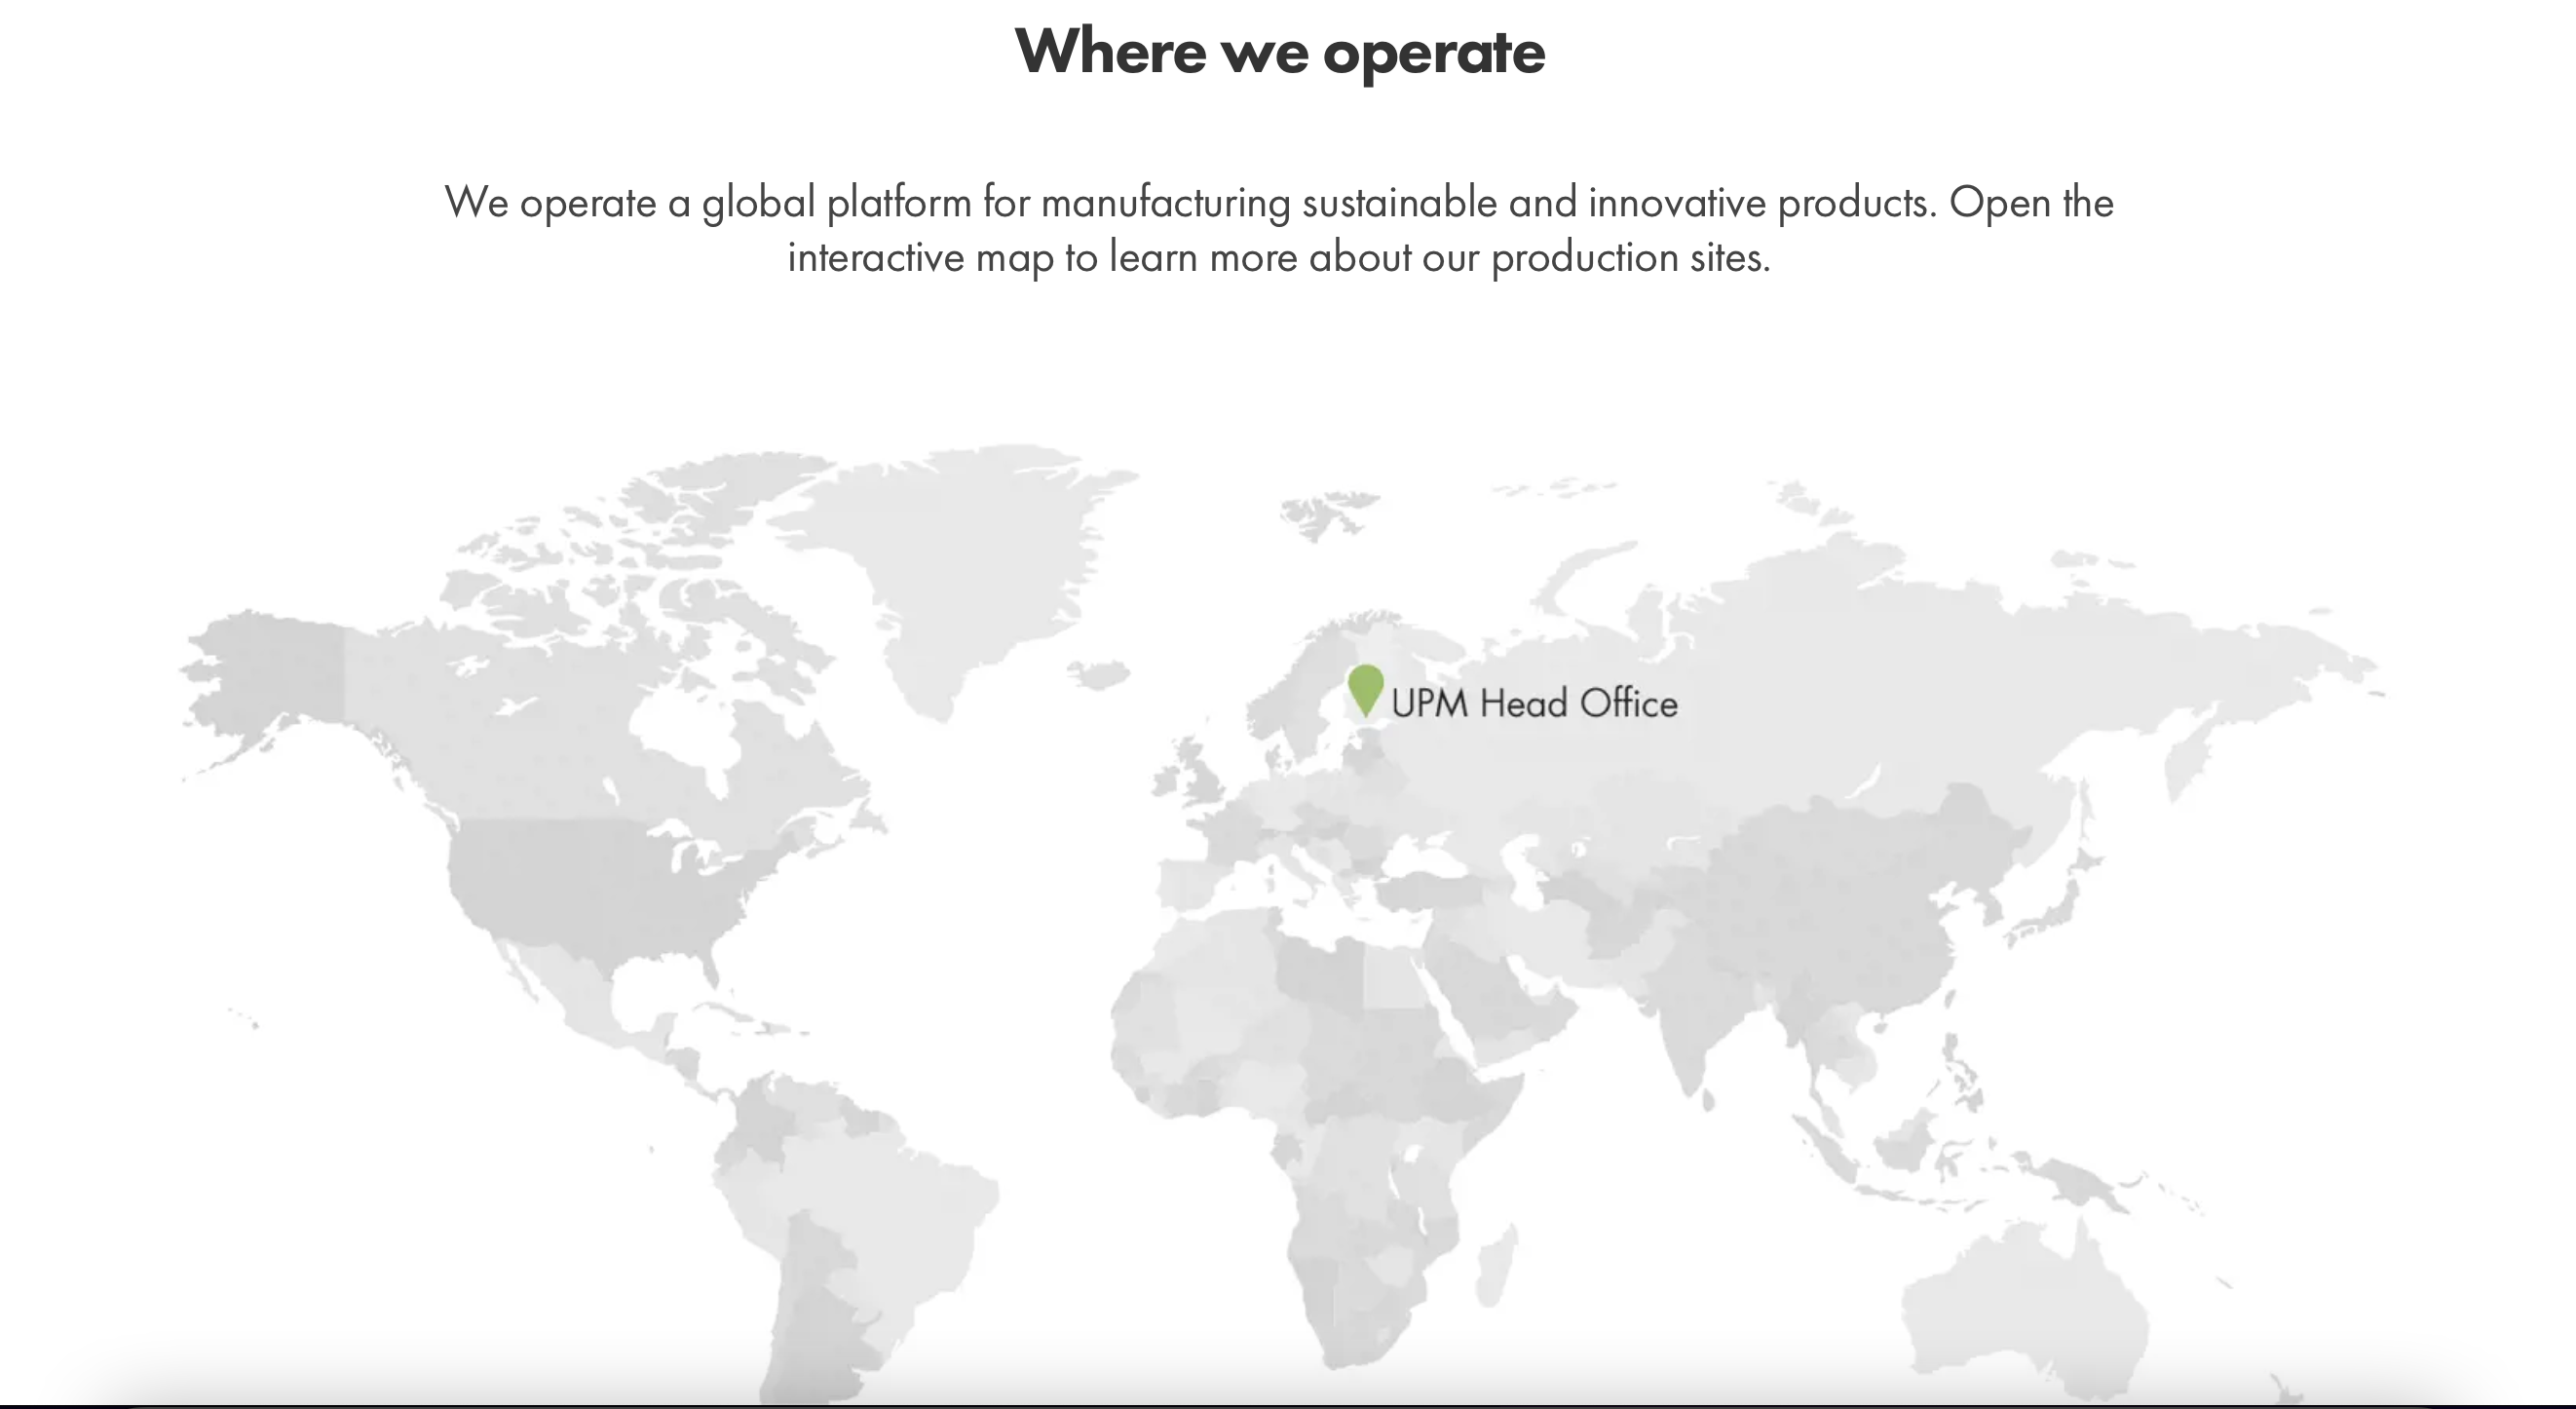 Where we operate
We operate a global platform for manufacturing sustainable and innovative products. Open the
interactive map to learn more about our production sites.
UPM Head Office